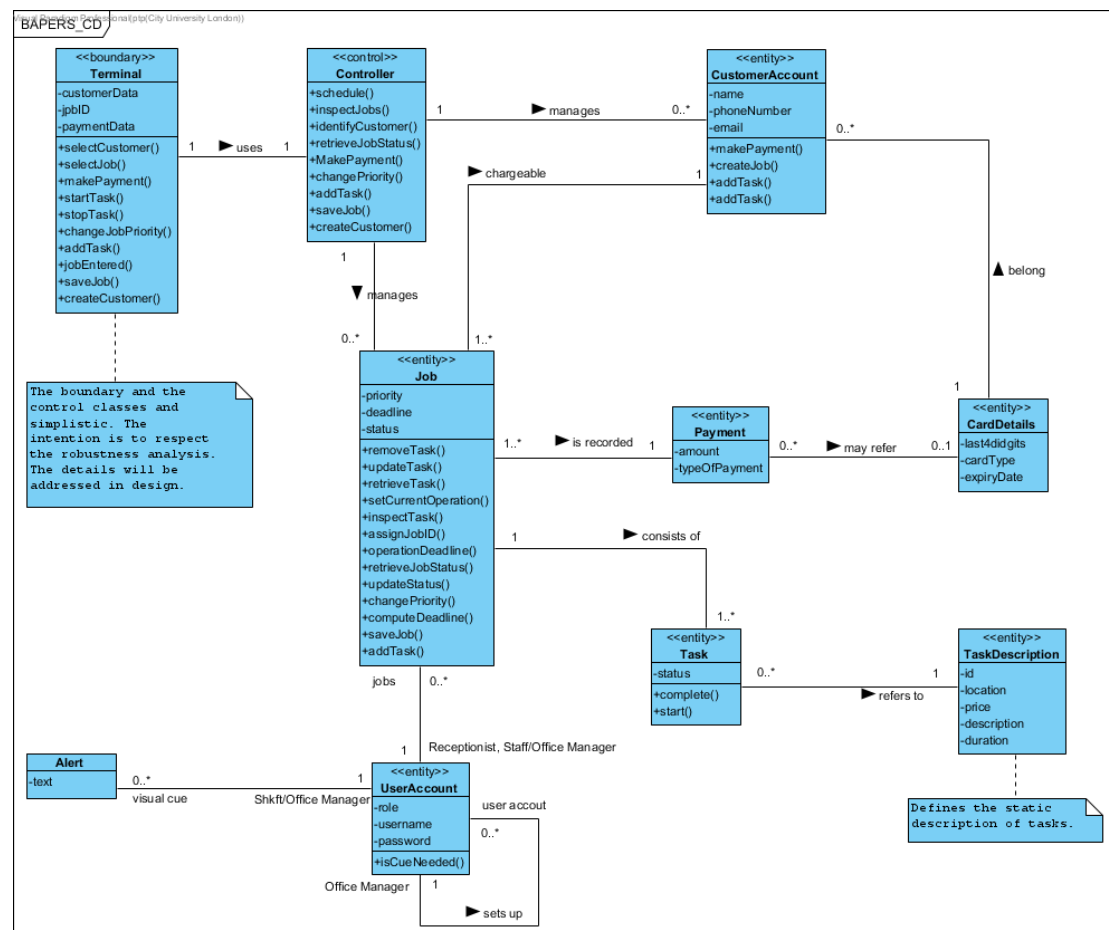 Visual Paradigm Professional(ptp(City University London))
BAPERS_CD
<<boundary>>
Terminal
-customerData
-jpbID
-paymentData
+selectCustomer()
+selectJob()
+makePayment()
+startTask()
+stopTask()
+changeJobPriority()
+addTask()
+jobEntered()
+saveJob()
+createCustomer()
1
uses
1
<<control>>
Controller
+schedule()
+inspectJobs()
+identifyCustomer()
+retrieveJobStatus()
+MakePayment()
+changePriority()
+addTask()
+saveJob()
+createCustomer()
1
manages
0..*
<<entity>>
CustomerAccount
-name
-phoneNumber
-email
+makePayment()
+createJob()
+addTask()
+addTask()
0..*
chargeable
1
1..*
belong
1
1
manages
0..*
The boundary and the
control classes and
simplistic. The
intention is to respect
the robustness analysis.
The details will be
addressed in design.
<<entity>>
Job
-priority
-deadline
-status
+removeTask()
+updateTask()
+retrieveTask()
+setCurrentOperation()
+inspectTask()
+assignJobID()
+operationDeadline()
+retrieveJobStatus()
+updateStatus()
+changePriority()
+computeDeadline()
+saveJob()
+addTask()
1..*
is recorded
1
<<entity>>
Payment
-amount
-typeOfPayment
0..*
may refer
0..1
<<entity>>
CardDetails
-last4didgits
-cardType
-expiryDate
1
consists of
1..*
<<entity>>
Task
-status
+complete()
+start()
0..*
refers to
1
<<entity>>
TaskDescription
-id
-location
-price
-description
-duration
Defines the static
description of tasks.
jobs
0..*
1
Receptionist, Staff/Office Manager
Alert
-text
0..*
visual cue
1
Shkft/Office Manager
<<entity>>
UserAccount
-role
-username
-password
+isCueNeeded()
user accout
0..*
Office Manager
1
sets up